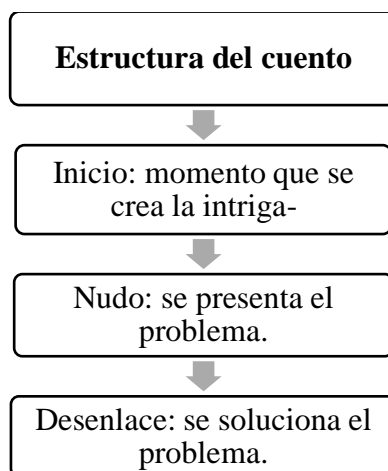 Estructura del cuento
Inicio: momento que se
crea la intriga-
Nudo: se presenta el
problema.
Desenlace: se soluciona el
problema.